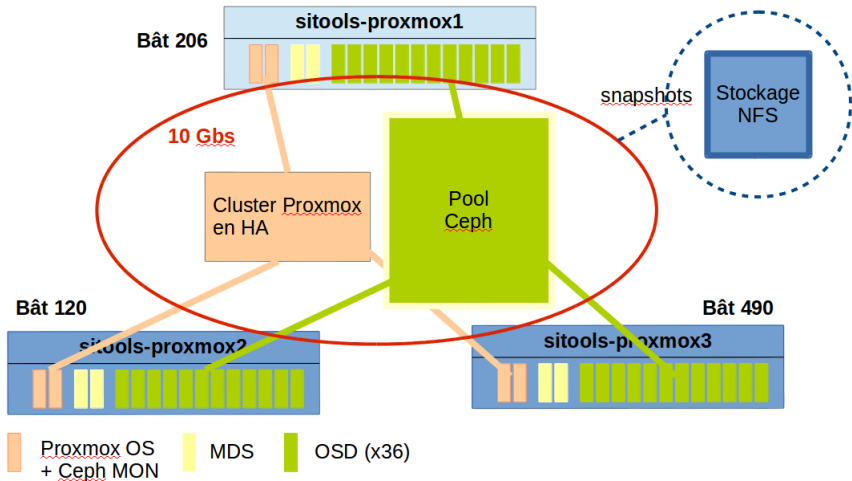 sitools-proxmox1
Bât 206
snapshots
Stockage
NFS
10 Gbs
Cluster Proxmox
en HA
Pool
Ceph
Bât 120
Bât 490
sitools-proxmox2
sitools-proxmox3
Proxmox OS
+ Ceph MON
MDS
OSD (x36)